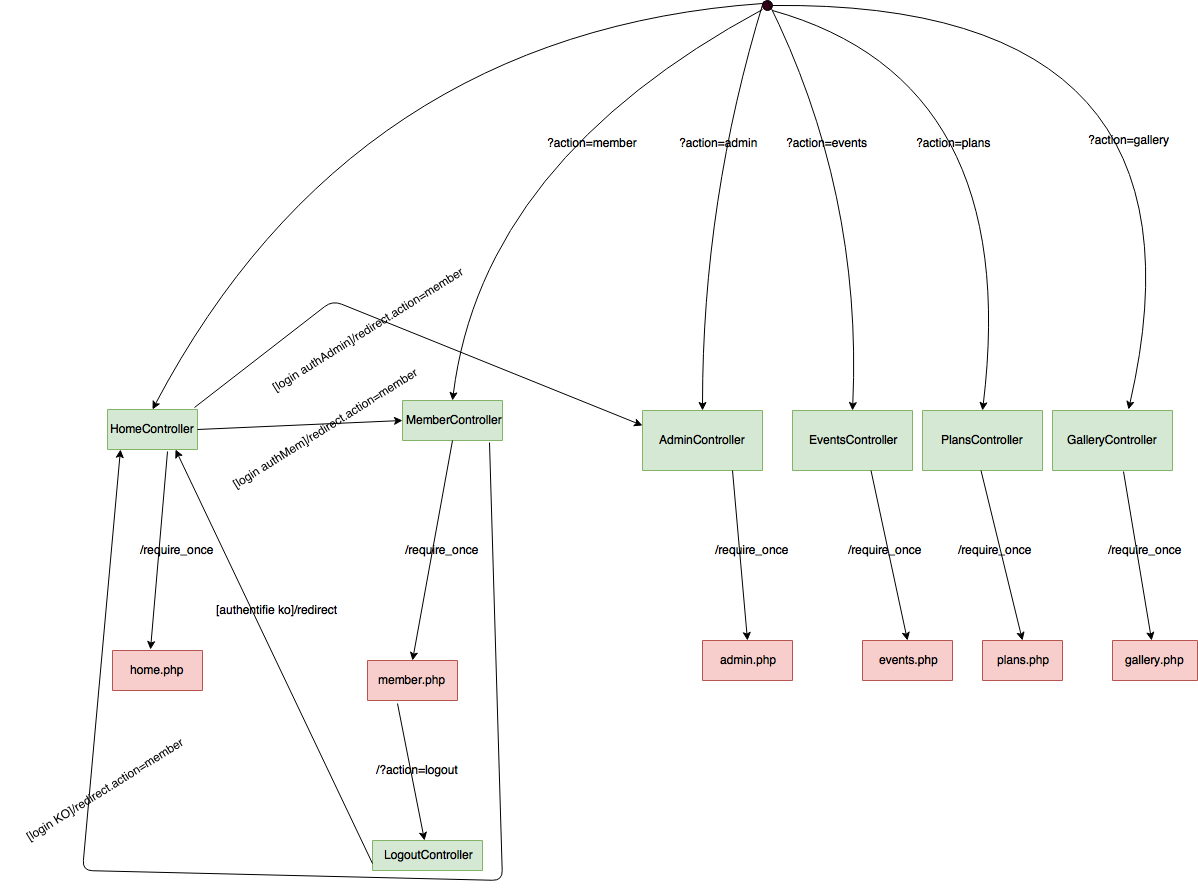 ?action=member
?action=admin
?action=events
?action=plans
?action=gallery
[login authAdmin]/redirect.action=member
[login authMem]/redirect.action=member
HomeController
MemberController
AdminController
EventsController
PlansController
GalleryController
/require_once
/require_once
/require_once
/require_once
/require_once
/require_once
[authentifie ko]/redirect
home.php
member.php
admin.php
events.php
plans.php
gallery.php
[login KO]/redirect.action=member
/?action=logout
LogoutController